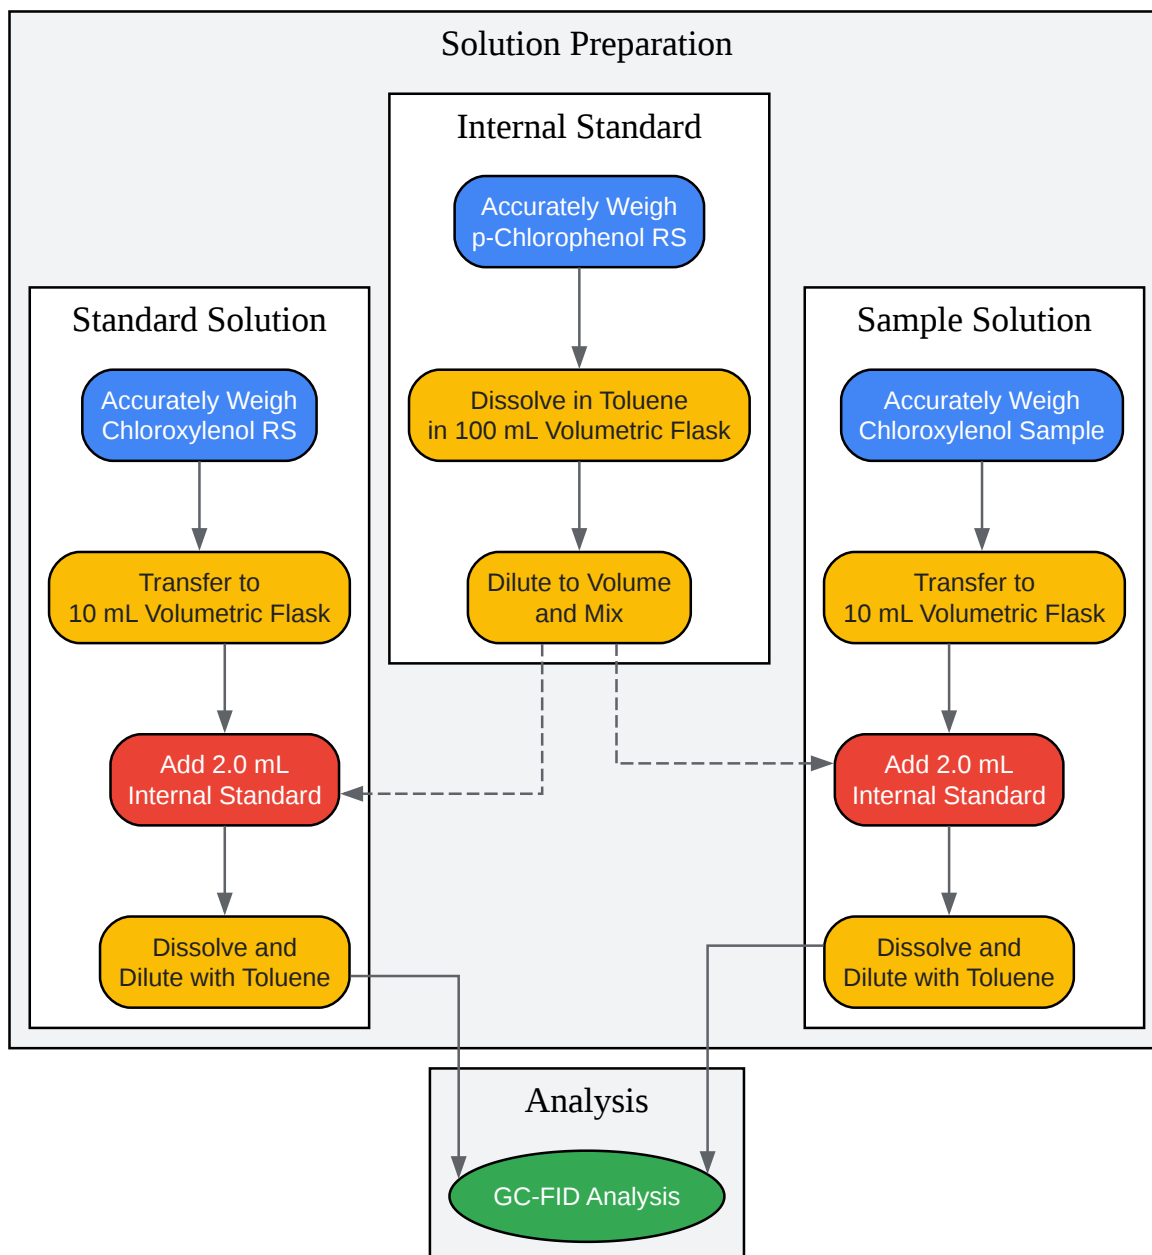 Solution Preparation
Internal Standard
Accurately Weigh
p-Chlorophenol RS
Dissolve in Toluene
in 100 mL Volumetric Flask
Dilute to Volume
and Mix
Standard Solution
Accurately Weigh
Chloroxylenol RS
Transfer to
10 mL Volumetric Flask
Add 2.0 mL
Internal Standard
Dissolve and
Dilute with Toluene
Sample Solution
Accurately Weigh
Chloroxylenol Sample
Transfer to
10 mL Volumetric Flask
Add 2.0 mL
Internal Standard
Dissolve and
Dilute with Toluene
Analysis
GC-FID Analysis